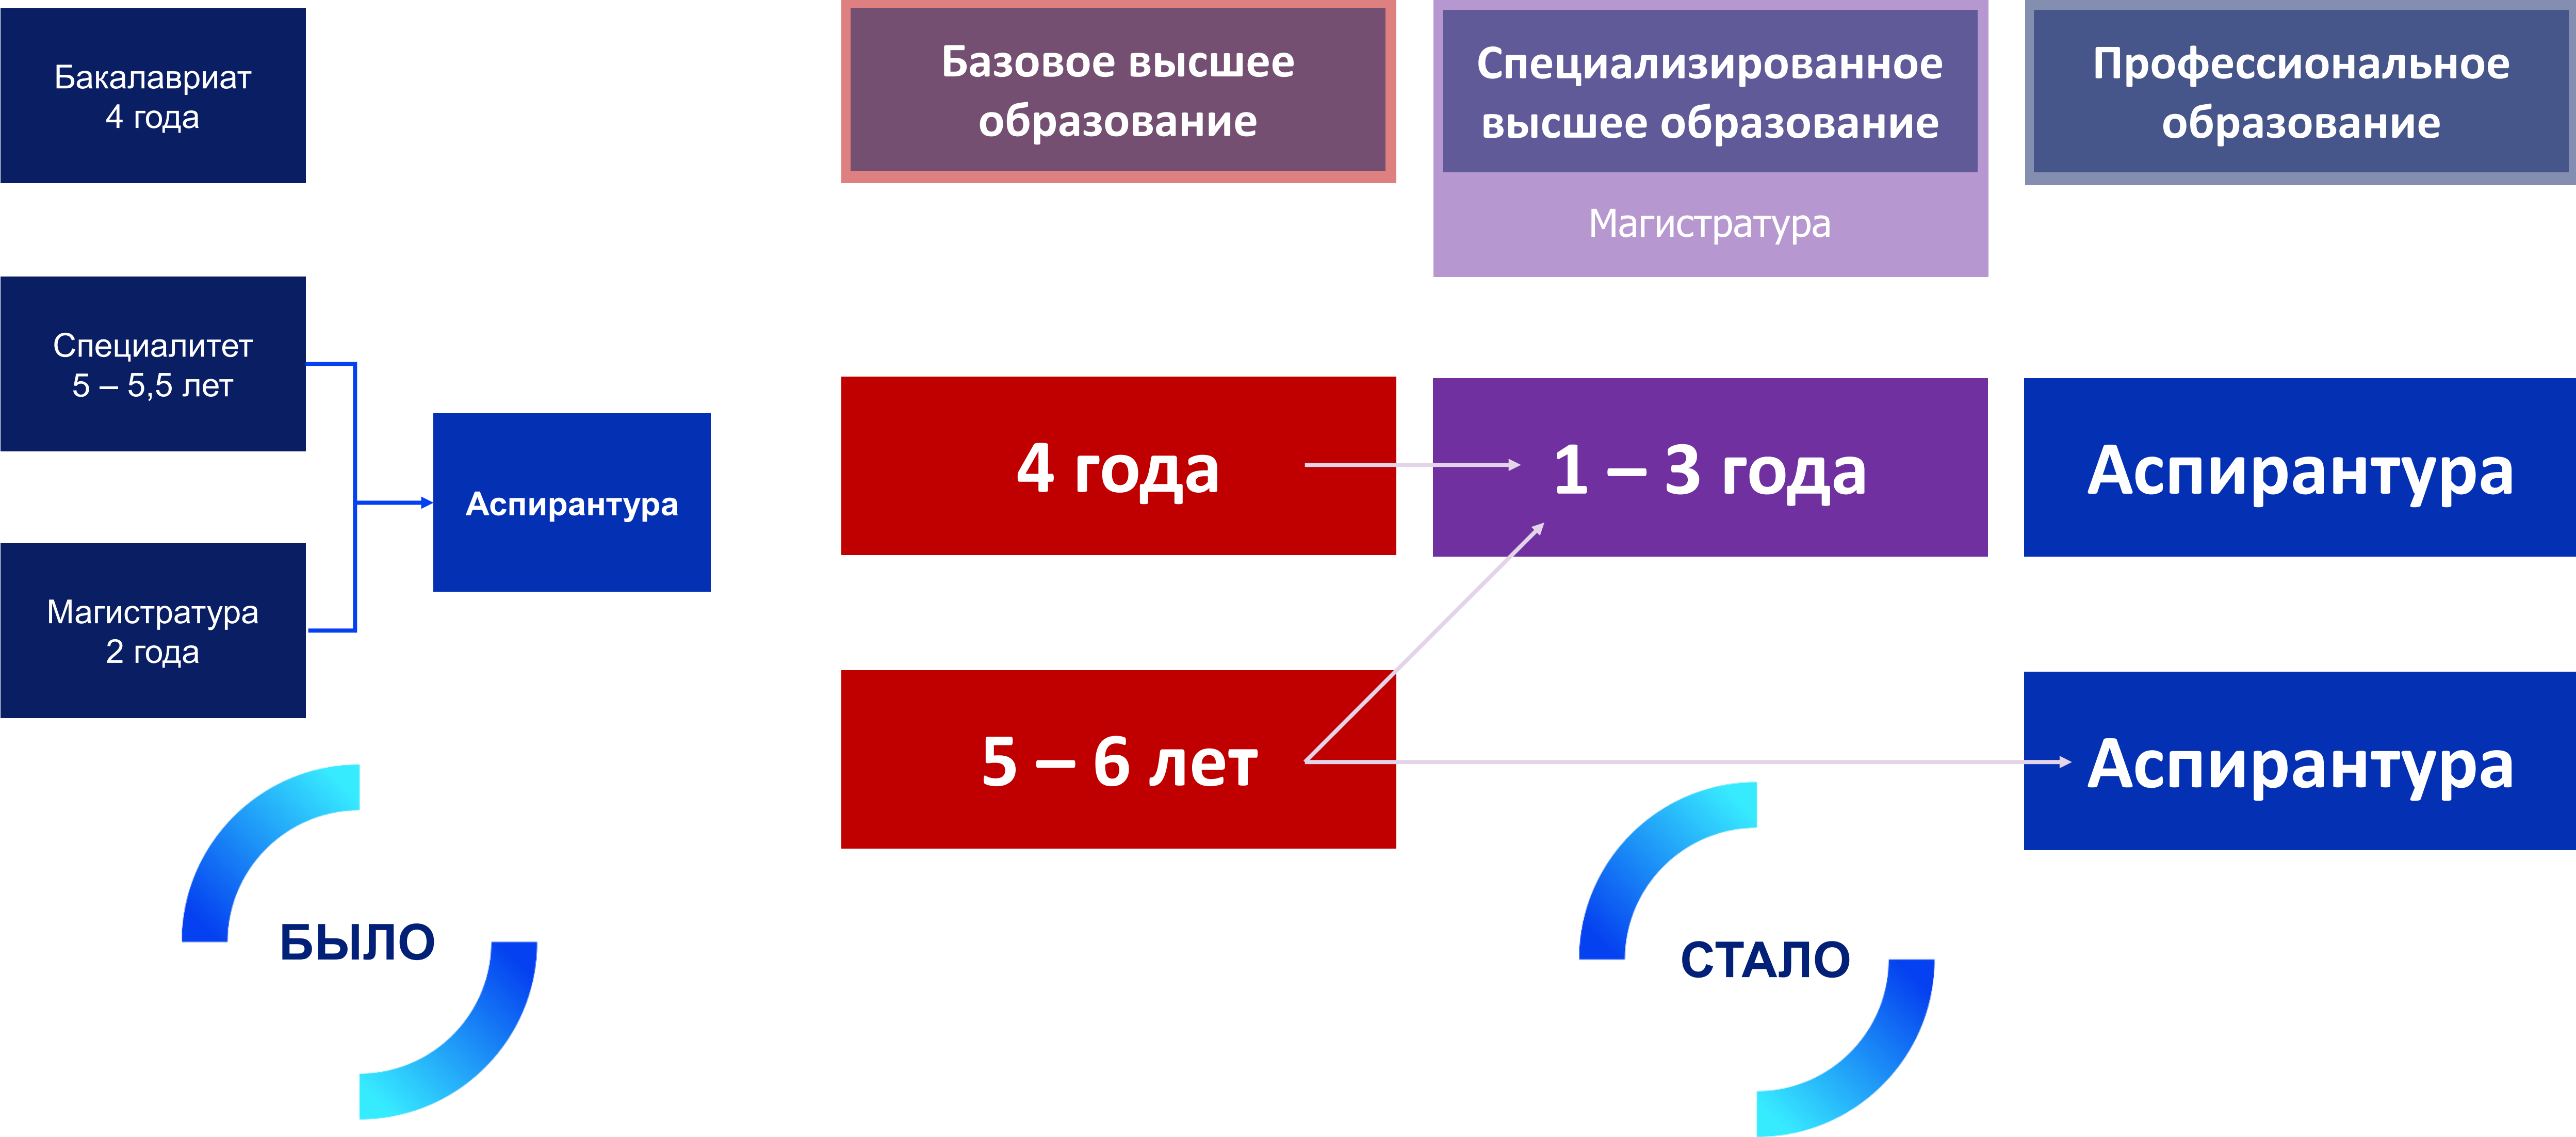 Бакалавриат
4 года
Специалитет
5 – 5,5 лет
Магистратура
2 года
Аспирантура
БЫЛО
Базовое высшее
образование
Специализированное
высшее образование
Магистратура
Профессиональное
образование
4 года
1 – 3 года
Аспирантура
5 – 6 лет
Аспирантура
СТАЛО